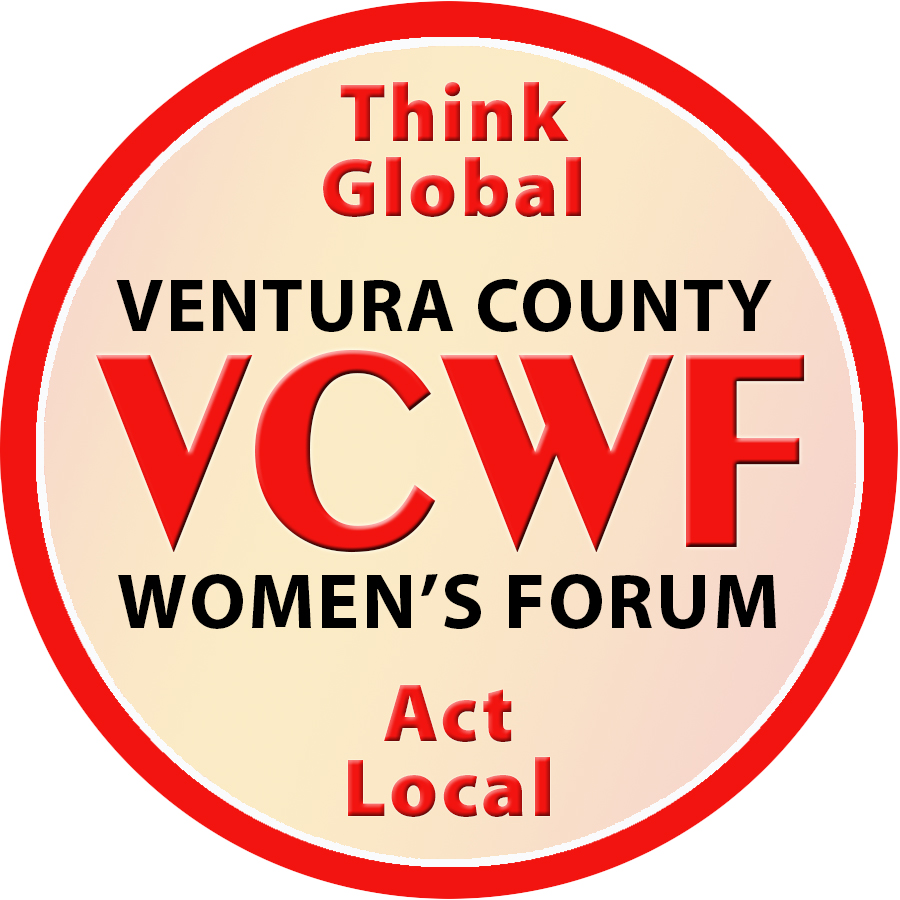 Think
Global
VENTURA COUNTY
VCWF
WOMEN’S FORUM
Act
Local